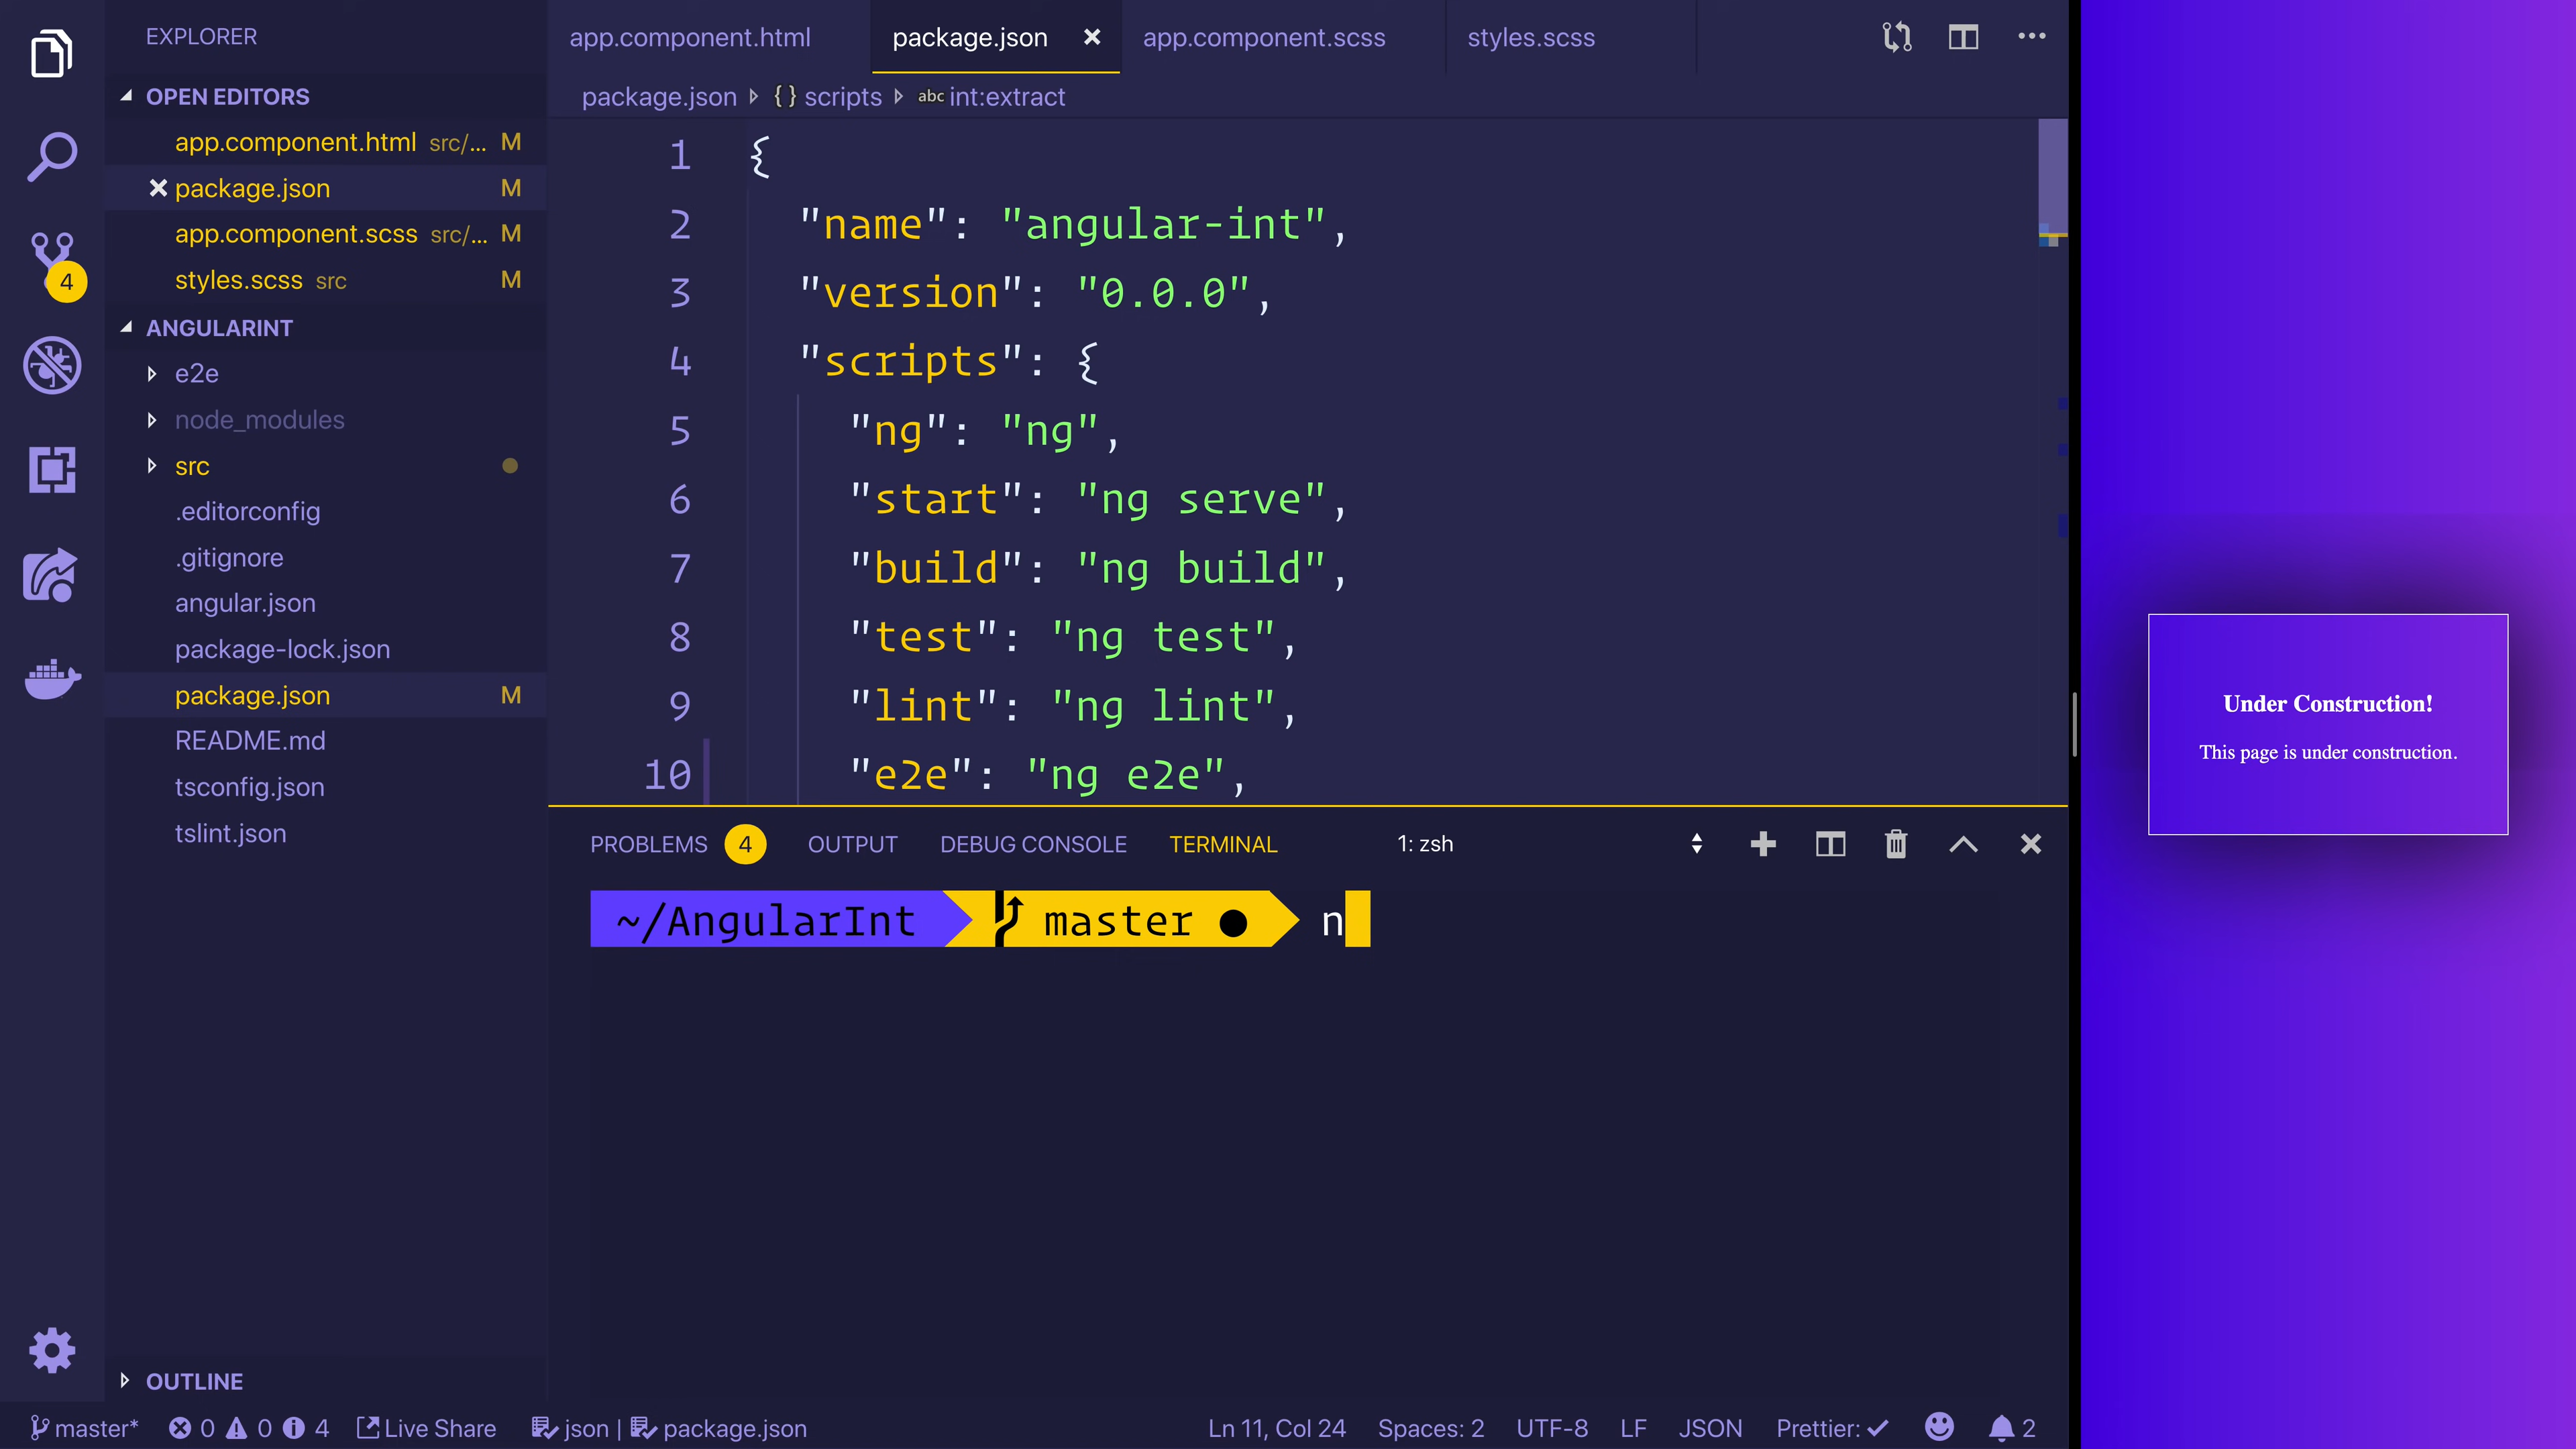 EXPLORER
OPEN EDITORS
app.component.html src/... M
package.json M
app.component.scss src/... M
styles.scss src M
4
ANGULARINT
e2e
node_modules
src
.editorconfig
.gitignore
angular.json
package-lock.json
package.json M
README.md
tsconfig.json
tslint.json
OUTLINE
app.component.html package.json app.component.scss styles.scss
package.json {} scripts abc int:extract
1 {
2 "name": "angular-int",
3 "version": "0.0.0",
4 "scripts": {
5 "ng": "ng",
6 "start": "ng serve",
7 "build": "ng build",
8 "test": "ng test",
9 "lint": "ng lint",
10 "e2e": "ng e2e",
PROBLEMS 4 OUTPUT DEBUG CONSOLE TERMINAL 1: zsh
~/AngularInt master ● n
master* 0 0 4 Live Share json | package.json Ln 11, Col 24 Spaces: 2 UTF-8 LF JSON Prettier: ✓ 2
Under Construction!
This page is under construction.